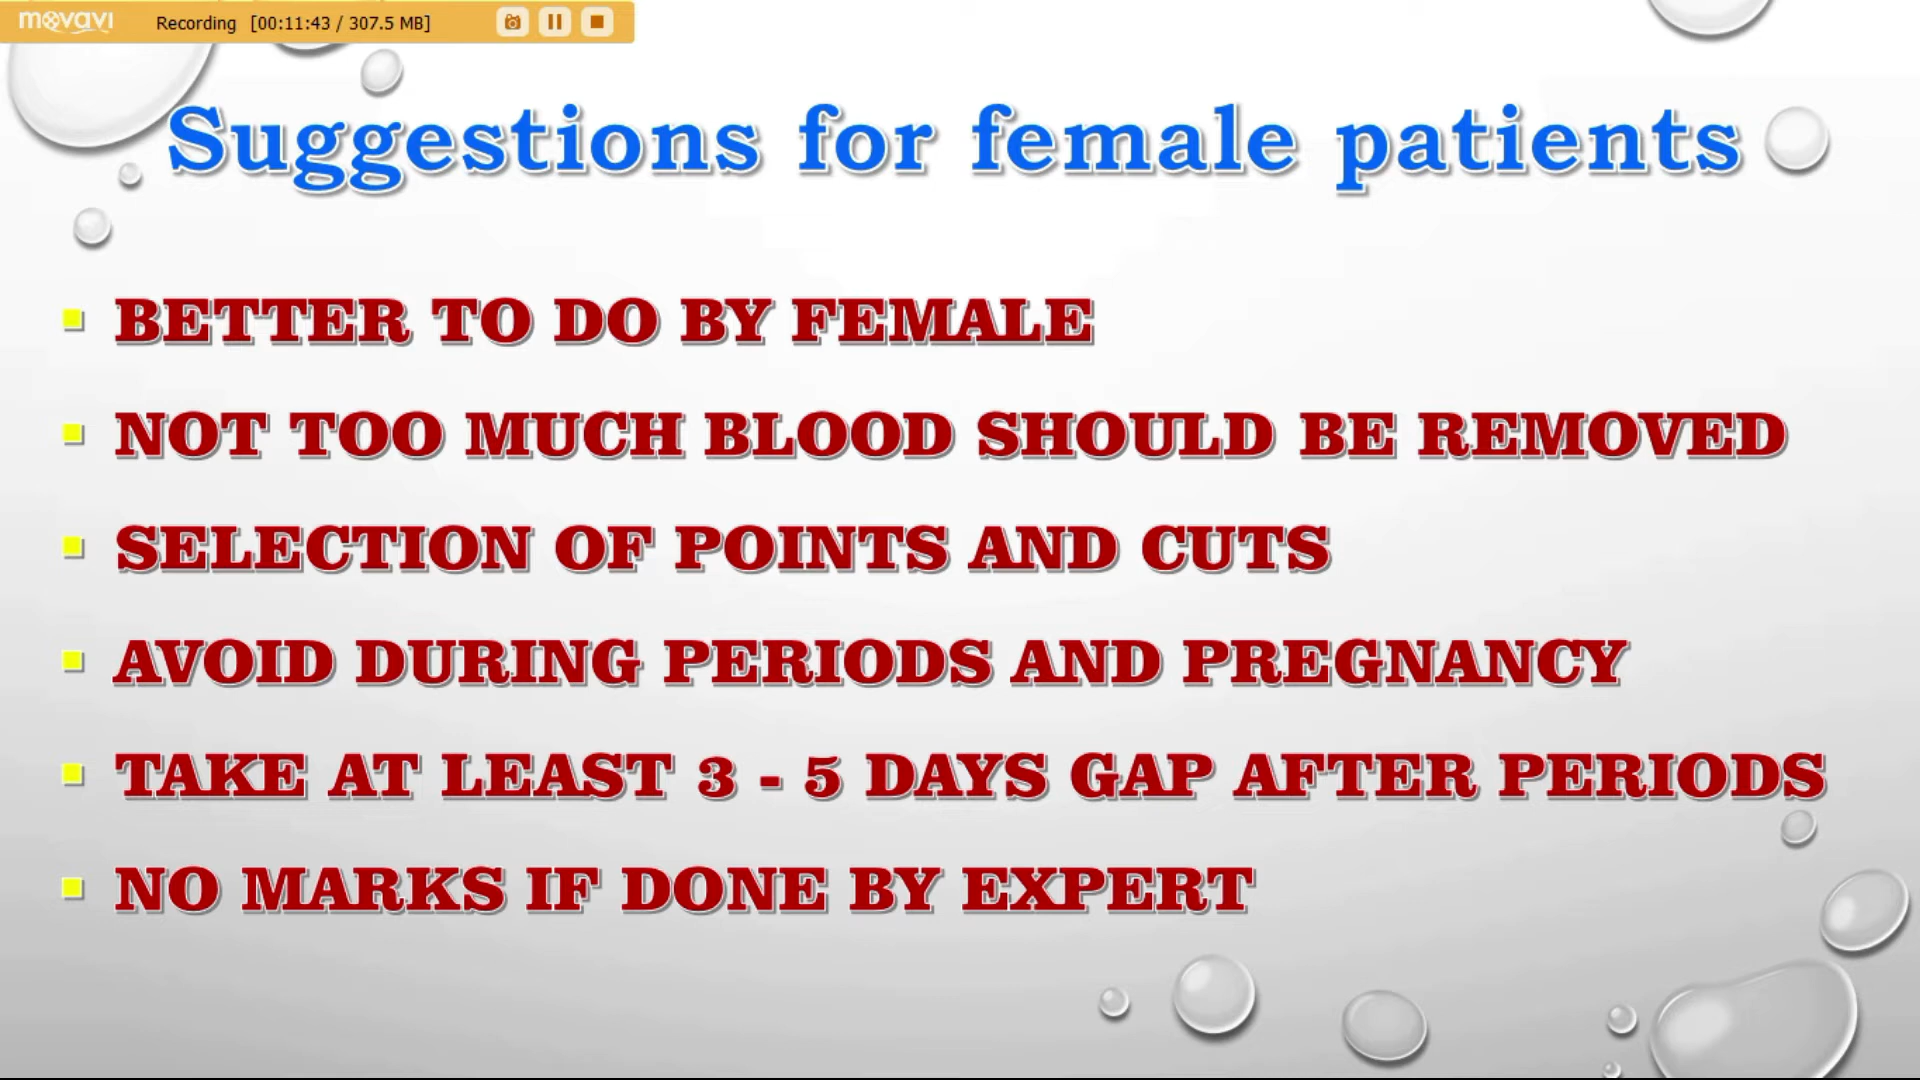 movavi Recording [00:11:43 / 307.5 MB]
Suggestions for female patients
BETTER TO DO BY FEMALE
NOT TOO MUCH BLOOD SHOULD BE REMOVED
SELECTION OF POINTS AND CUTS
AVOID DURING PERIODS AND PREGNANCY
TAKE AT LEAST 3 - 5 DAYS GAP AFTER PERIODS
NO MARKS IF DONE BY EXPERT